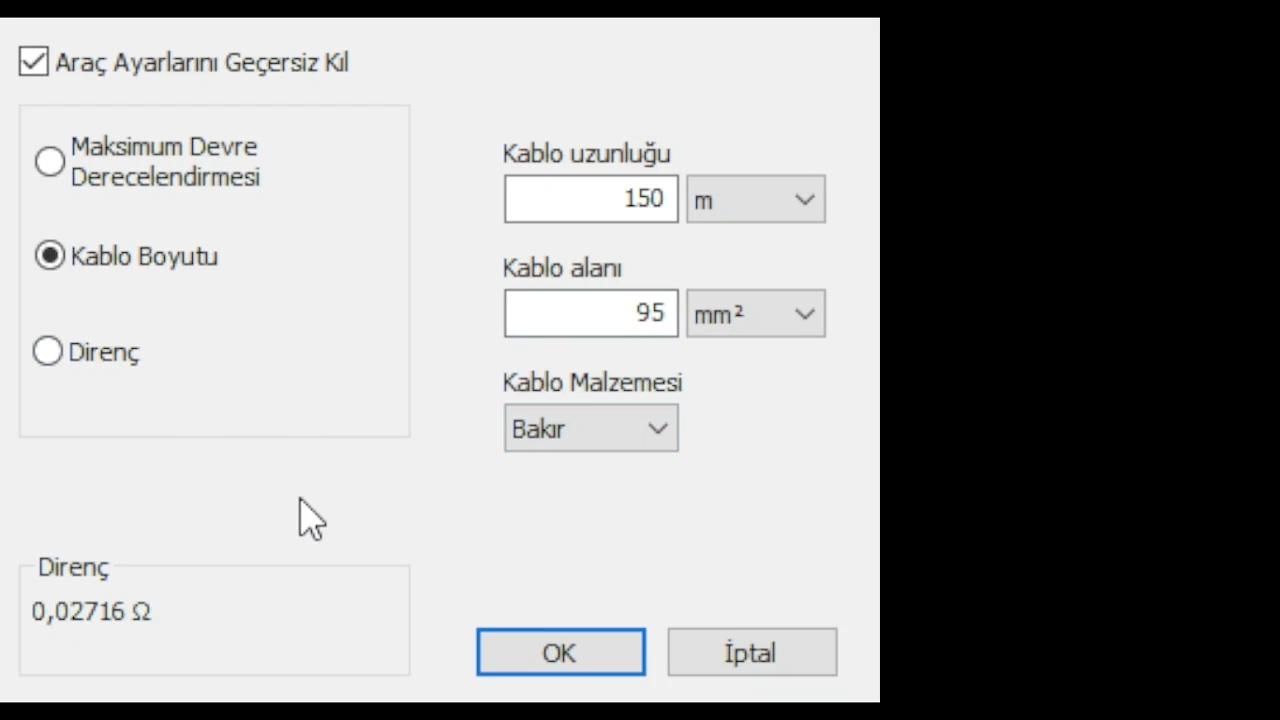 Araç Ayarlarını Geçersiz Kıl
Maksimum Devre
Derecelendirmesi
Kablo Boyutu
Direnç
Kablo uzunluğu
150 m
Kablo alanı
95 mm²
Kablo Malzemesi
Bakır
Direnç
0,02716 Ω
OK
İptal